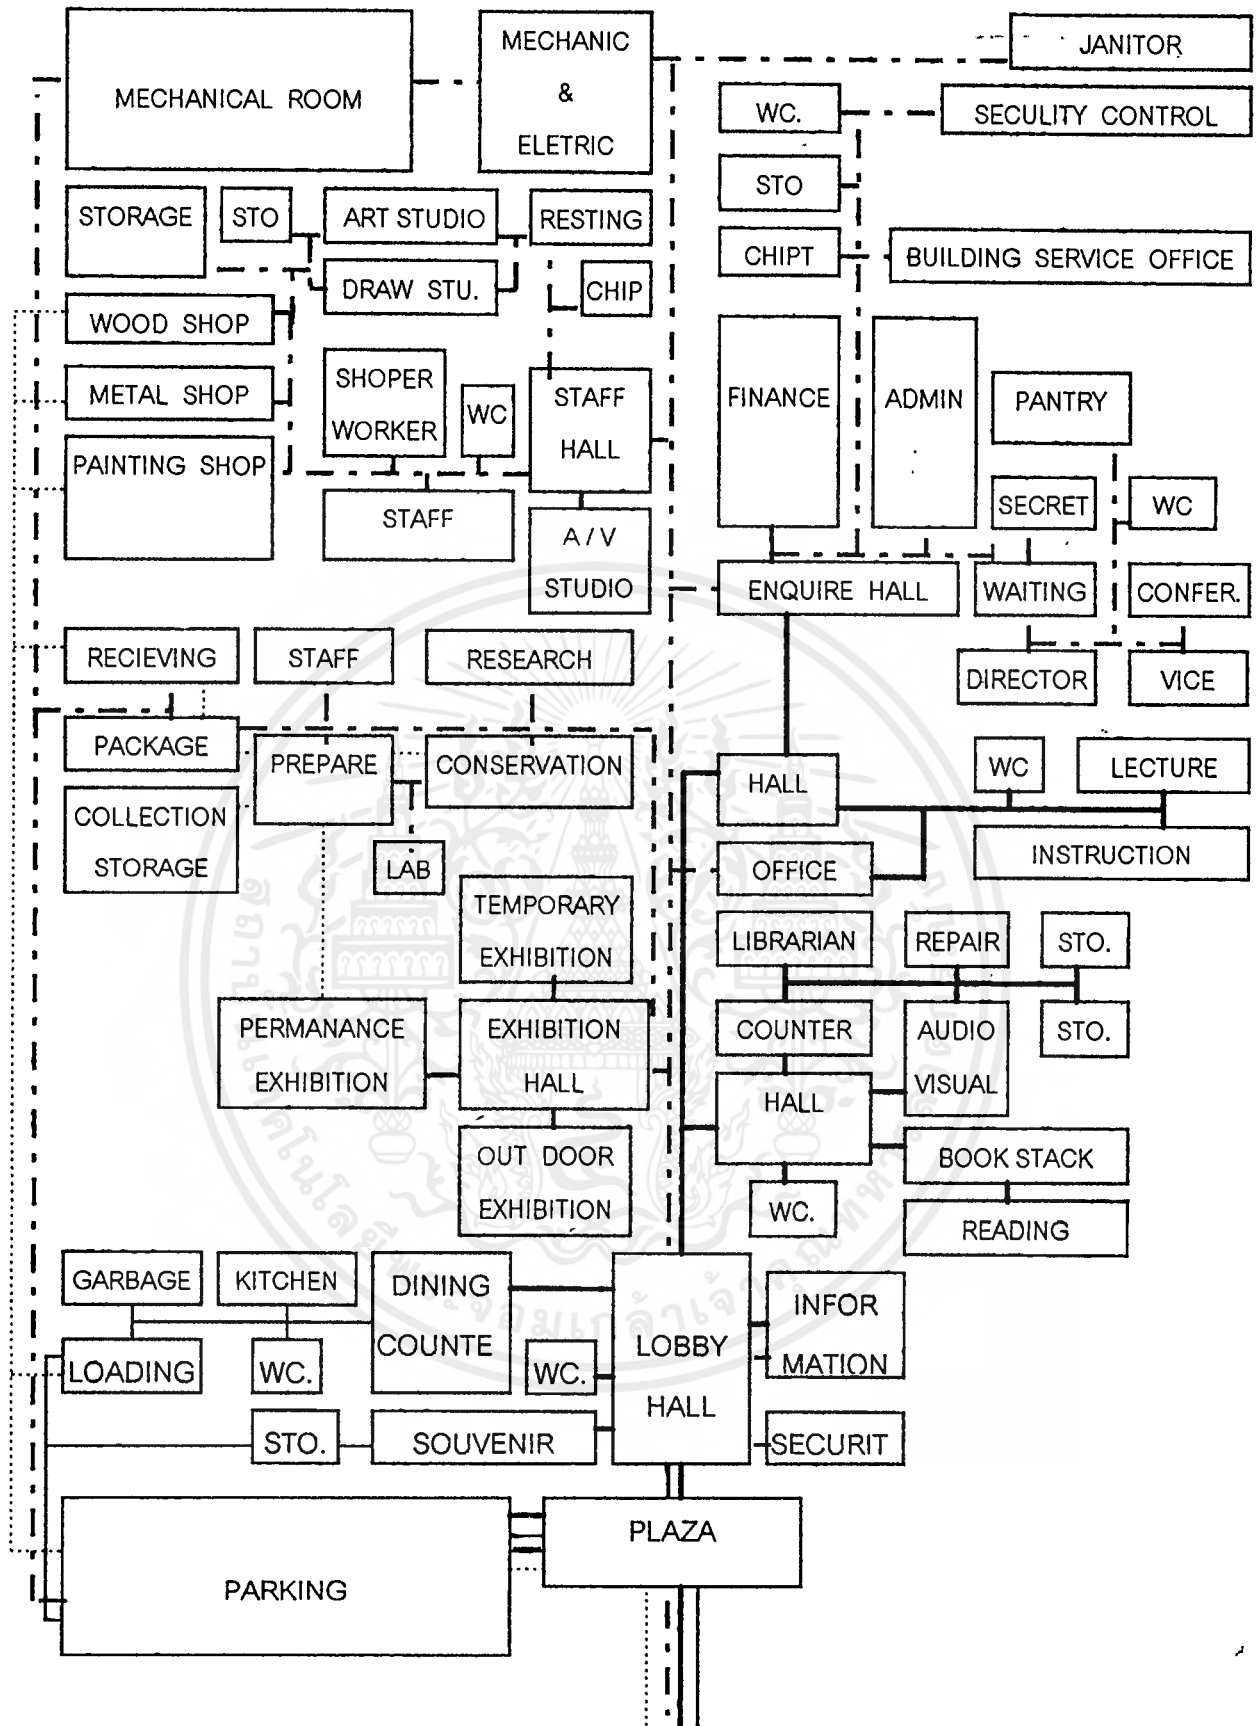 MECHANICAL ROOM
MECHANIC
&
ELETRIC
JANITOR
WC.
SECULITY CONTROL
STO
CHIPT
BUILDING SERVICE OFFICE
STORAGE
STO
ART STUDIO
RESTING
DRAW STU.
CHIP
WOOD SHOP
METAL SHOP
PAINTING SHOP
SHOPER
WORKER
WC
STAFF
HALL
STAFF
A / V
STUDIO
FINANCE
ADMIN
PANTRY
SECRET
WC
ENQUIRE HALL
WAITING
CONFER.
DIRECTOR
VICE
RECIEVING
STAFF
RESEARCH
PACKAGE
PREPARE
CONSERVATION
COLLECTION
STORAGE
LAB
HALL
WC
LECTURE
INSTRUCTION
OFFICE
TEMPORARY
EXHIBITION
LIBRARIAN
REPAIR
STO.
PERMANANCE
EXHIBITION
EXHIBITION
HALL
COUNTER
AUDIO
VISUAL
STO.
HALL
OUT DOOR
EXHIBITION
BOOK STACK
WC.
READING
GARBAGE
KITCHEN
DINING
COUNTE
LOADING
WC.
WC.
LOBBY
HALL
INFOR
MATION
STO.
SOUVENIR
SECURIT
PLAZA
PARKING